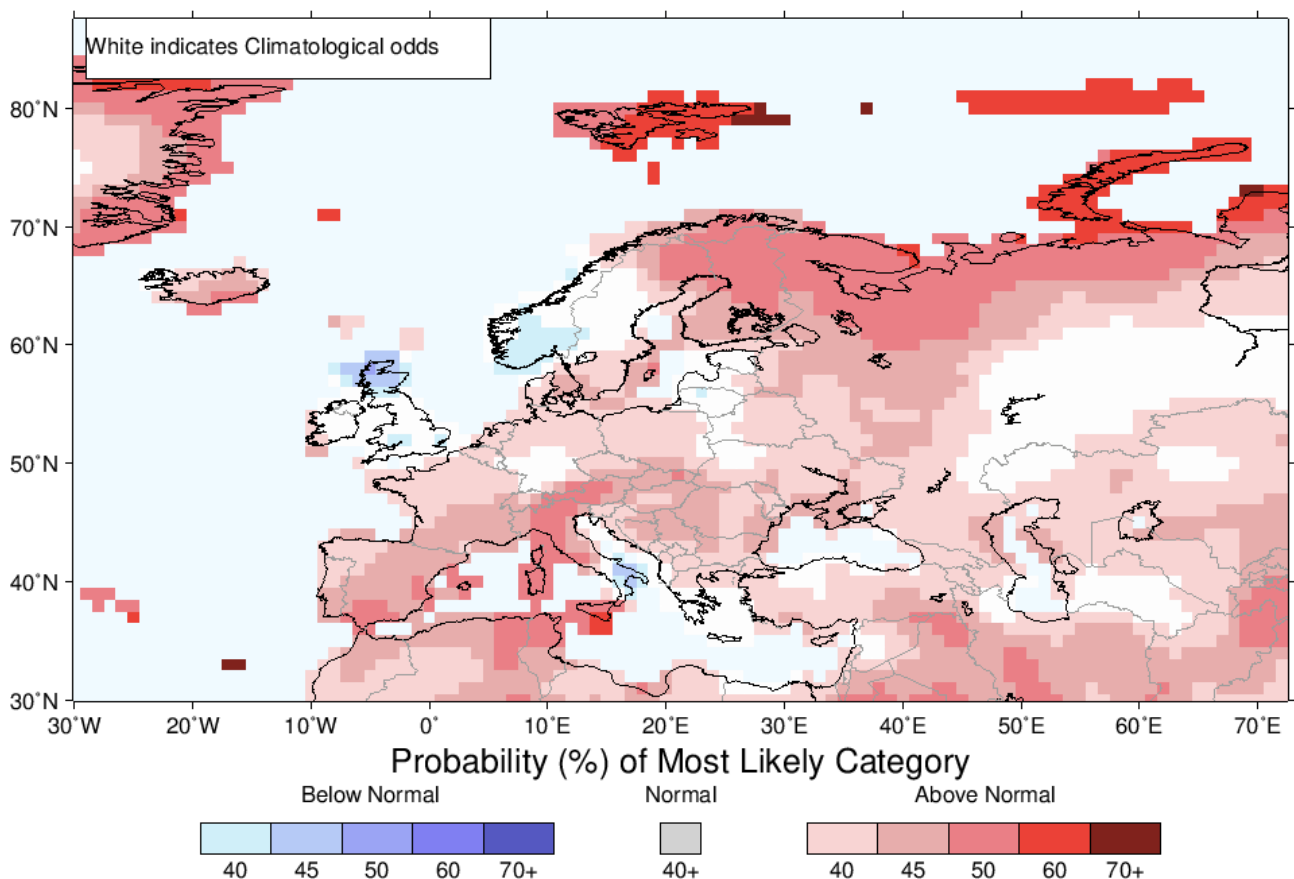 White indicates Climatological odds
80˚N
70˚N
60˚N
50˚N
40˚N
30˚N
30˚W 20˚W 10˚W 0˚ 10˚E 20˚E 30˚E 40˚E 50˚E 60˚E 70˚E
Probability (%) of Most Likely Category
Below Normal Normal Above Normal
40 45 50 60 70+ 40+ 40 45 50 60 70+